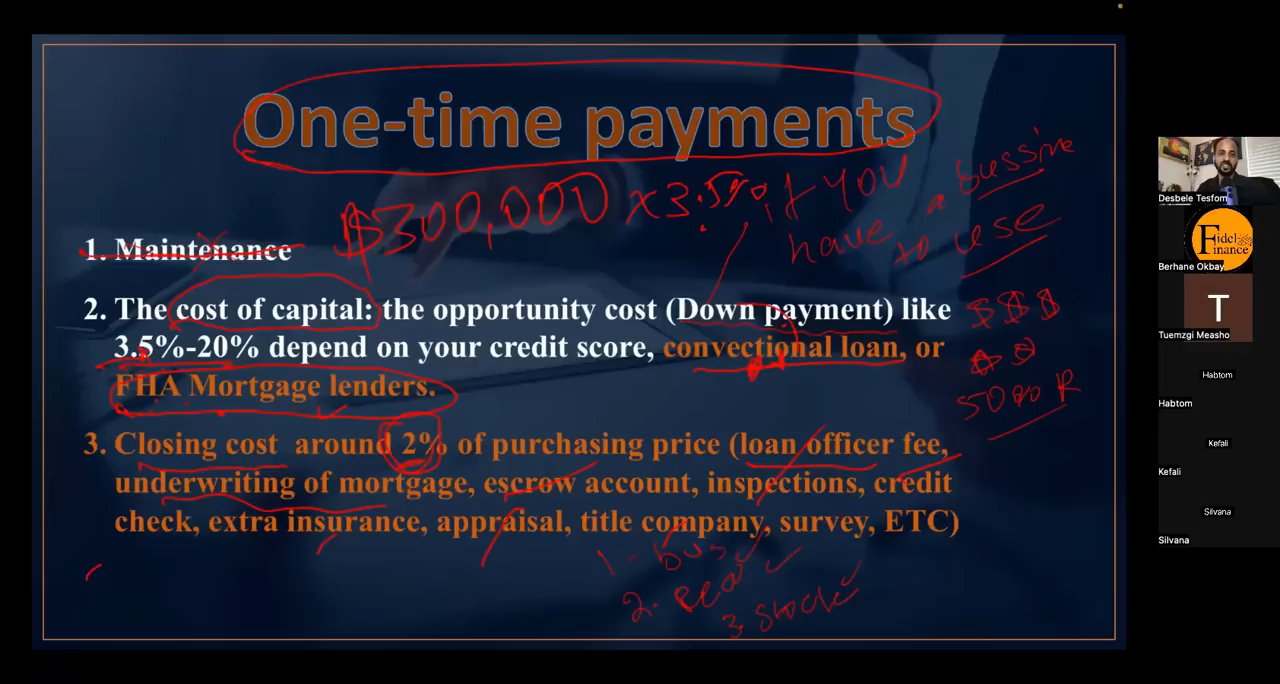 One-time payments
$300,000 x 3.5% if you
have a bussine
to use
1. Maintenance
2. The cost of capital: the opportunity cost (Down payment) like
3.5%-20% depend on your credit score, convectional loan, or
FHA Mortgage lenders.
$ $ $
3. Closing cost around 2% of purchasing price (loan officer fee,
underwriting of mortgage, escrow account, inspections, credit
check, extra insurance, appraisal, title company, survey, ETC)
1. bus
2. Real
3. Stock
Desbele Tesfom
Fidel
Finance
Berhane Okbay
T
Tuemzgi Measho
Habtom
Habtom
Kefali
Kefali
Silvana
Silvana